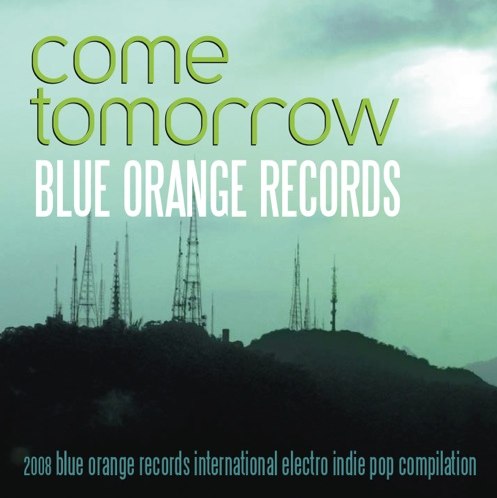 come
tomorrow
BLUE ORANGE RECORDS
2008 blue orange records international electro indie pop compilation